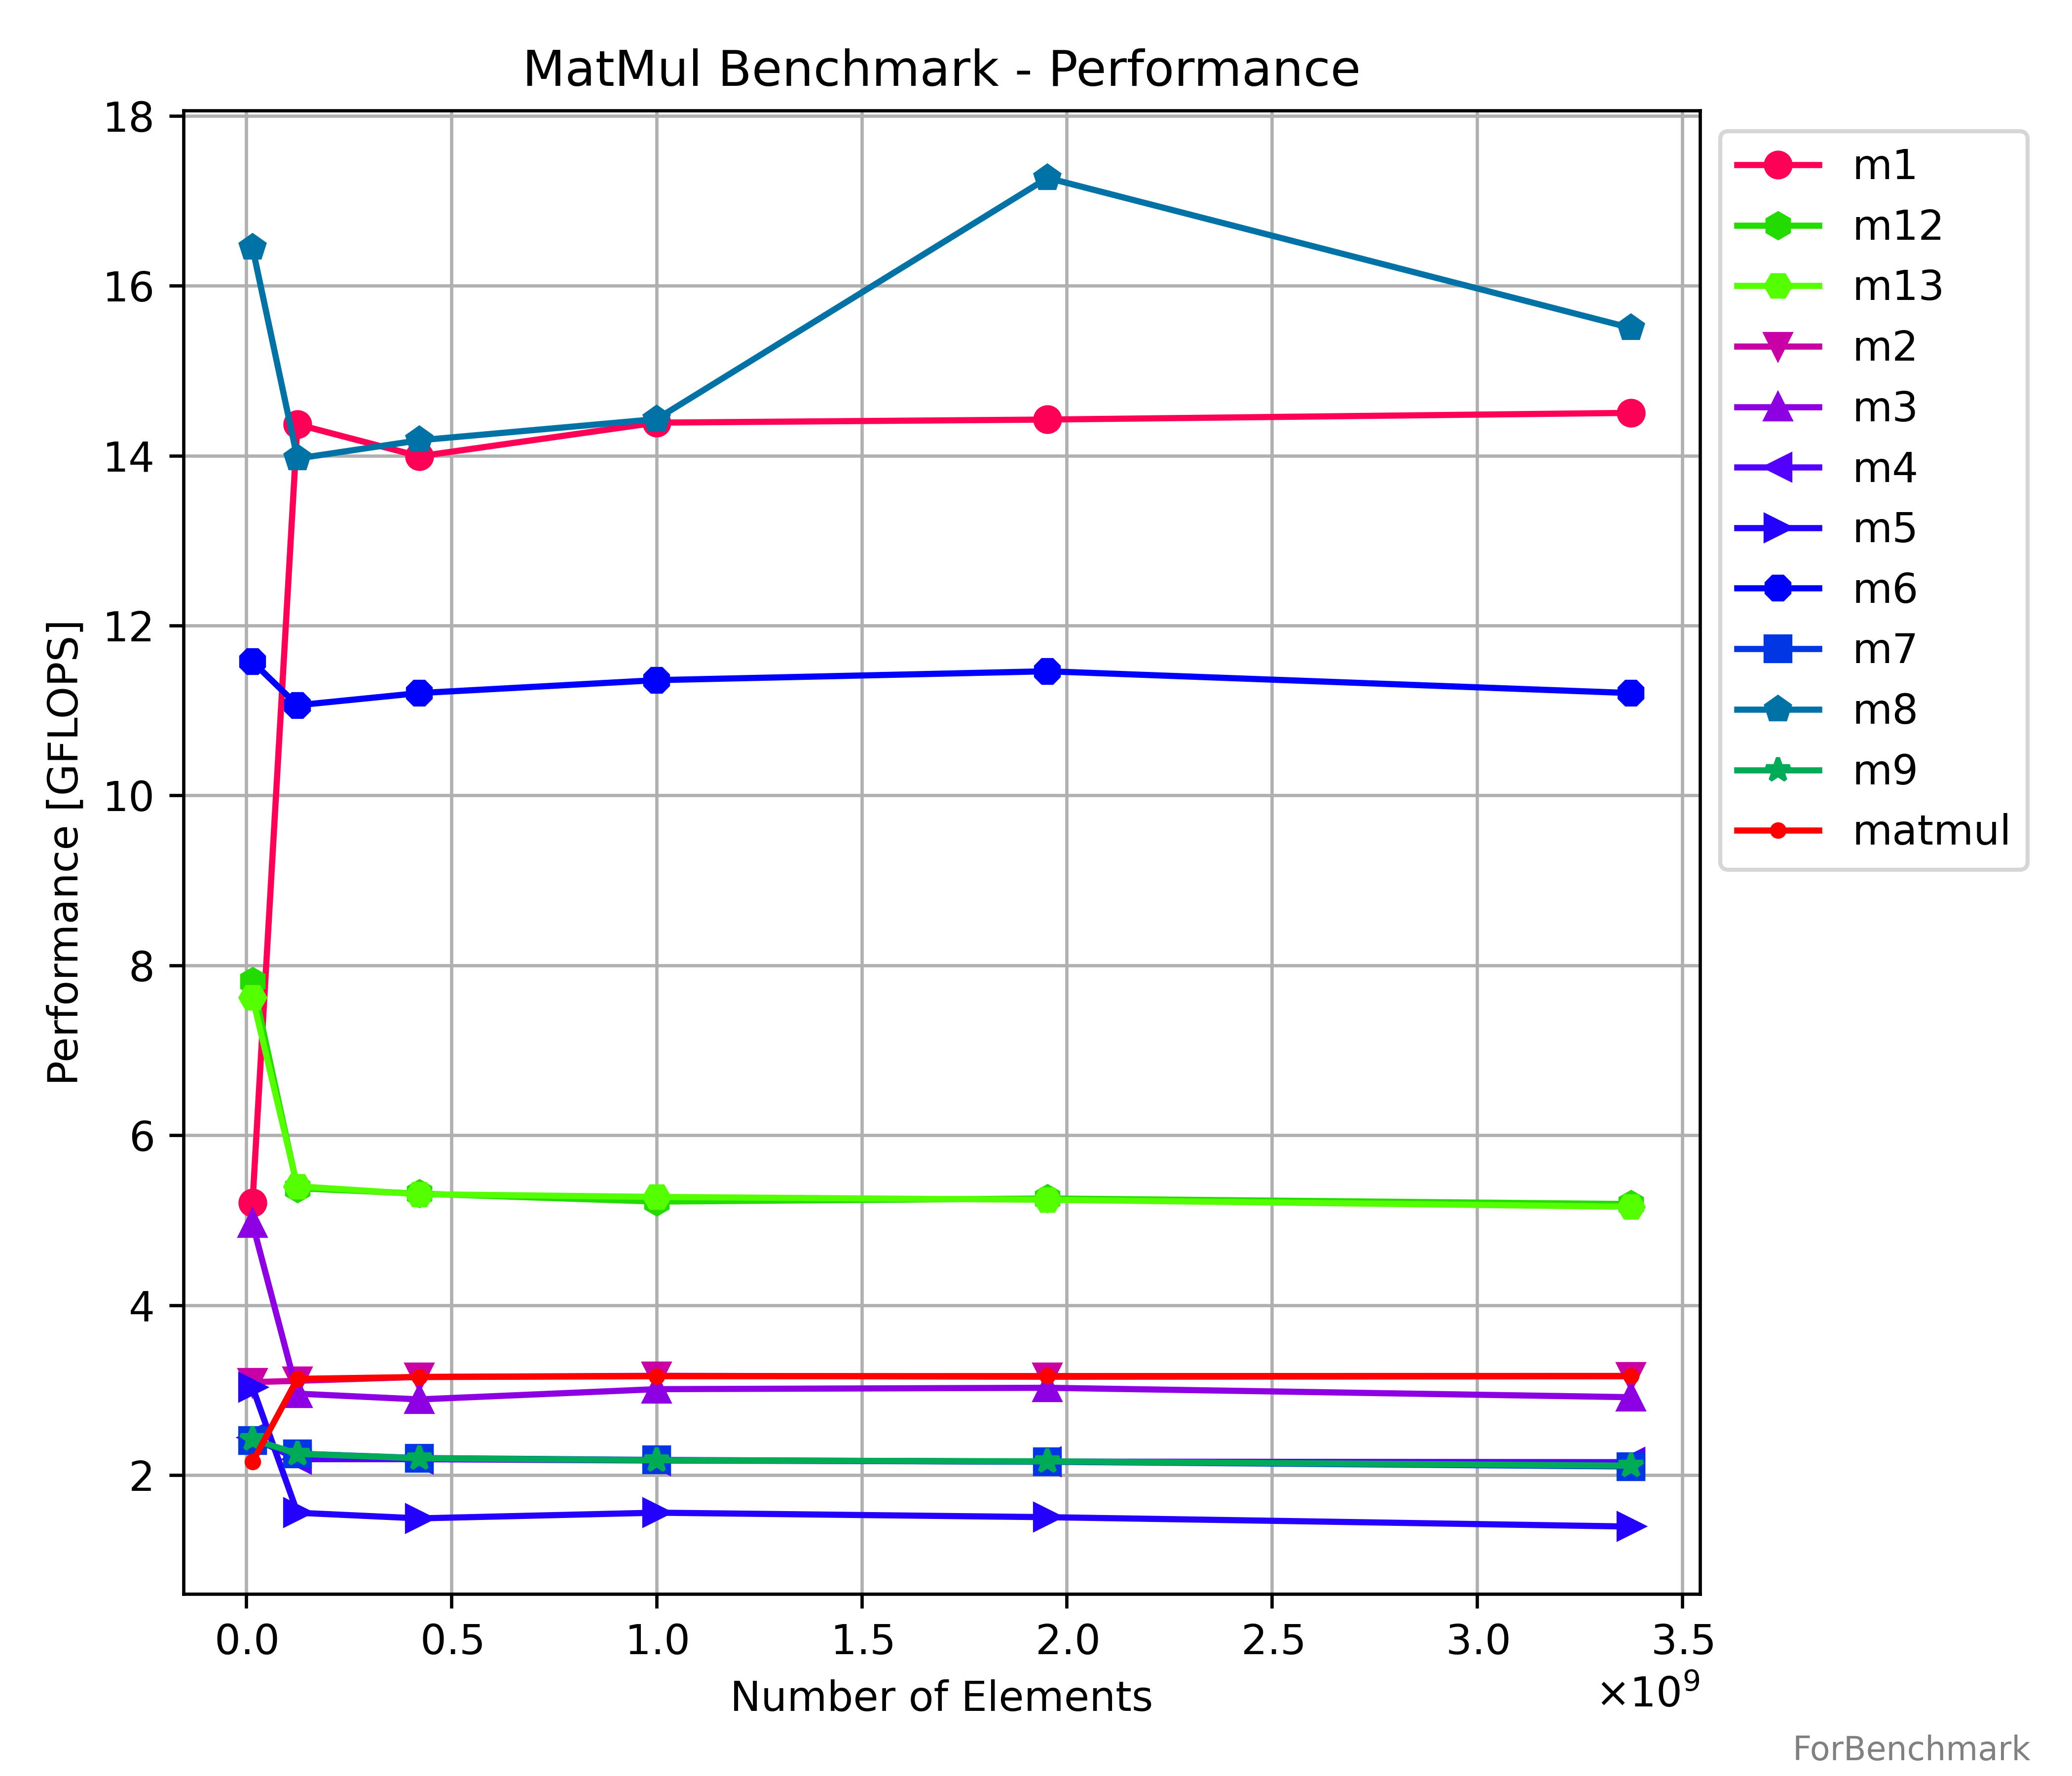 MatMul Benchmark - Performance
18
16
14
12
10
8
6
4
2
Performance [GFLOPS]
0.0 0.5 1.0 1.5 2.0 2.5 3.0 3.5
×10⁹
Number of Elements
m1
m12
m13
m2
m3
m4
m5
m6
m7
m8
m9
matmul
ForBenchmark